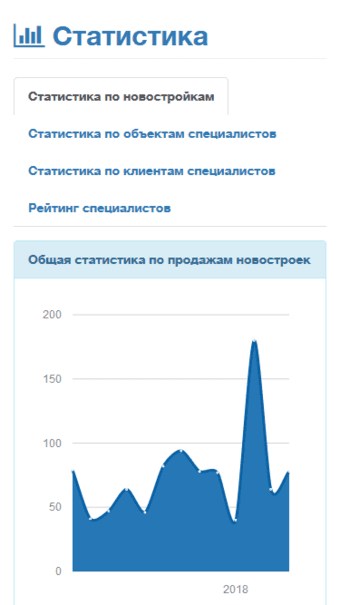 Статистика
Статистика по новостройкам
Статистика по объектам специалистов
Статистика по клиентам специалистов
Рейтинг специалистов
Общая статистика по продажам новостроек
200
150
100
50
0
2018